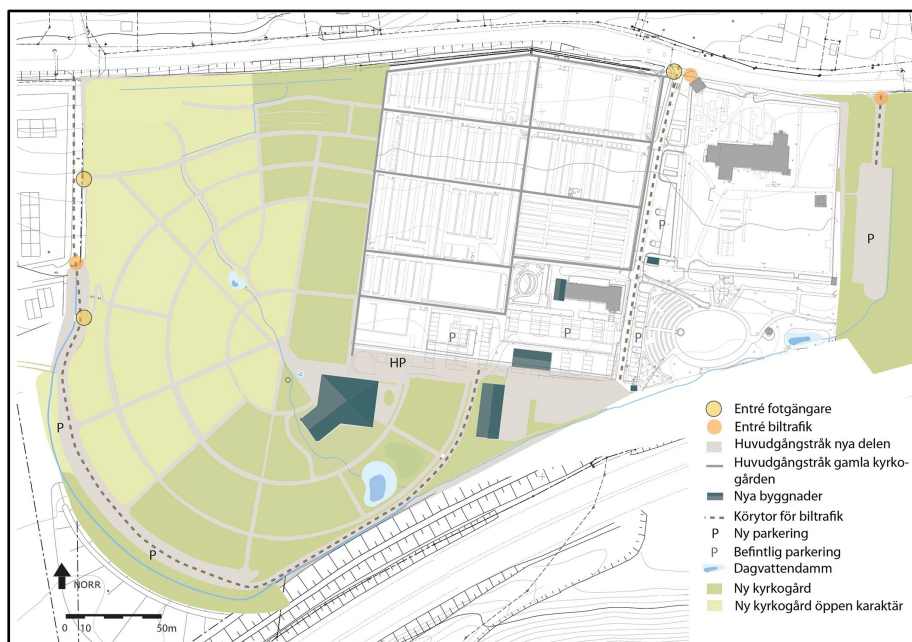 P
P
HP
P
P
P
P
P
NORR
0 10 50m
Entré fotgängare
Entré biltrafik
Huvudgångstråk nya delen
Huvudgångstråk gamla kyrko-
gården
Nya byggnader
Körytor för biltrafik
P Ny parkering
P Befintlig parkering
Dagvattendamm
Ny kyrkogård
Ny kyrkogård öppen karaktär